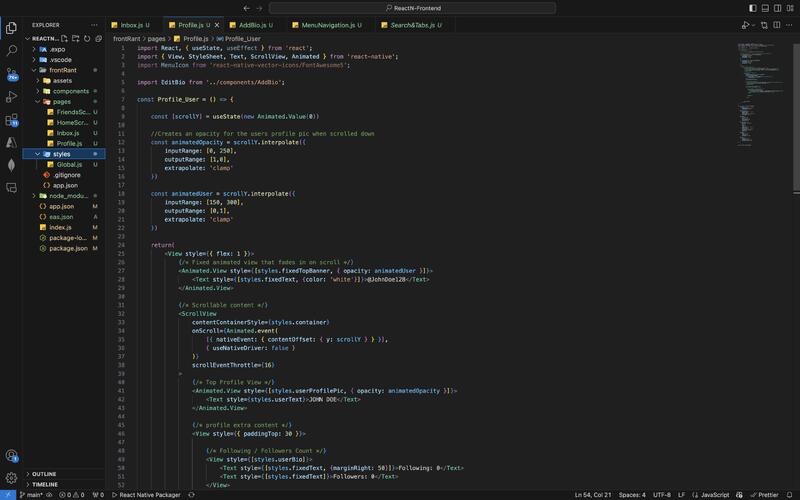 ReactN-Frontend
EXPLORER
Inbox.js U
Profile.js U
AddBio.js U
MenuNavigation.js U
Search&Tabs.js U
REACTN...
.expo
.vscode
frontRant
assets
components
pages
FriendsSc... U
HomeScr... U
Inbox.js U
Profile.js U
styles
Global.js U
.gitignore
app.json
node_modu...
app.json M
eas.json A
index.js M
package-lo... M
package.json M
OUTLINE
TIMELINE
frontRant > pages > Profile.js > Profile_User
1 import React, { useState, useEffect } from 'react';
2 import { View, StyleSheet, Text, ScrollView, Animated } from 'react-native';
3 import MenuIcon from 'react-native-vector-icons/FontAwesome5';
4
5 import EditBio from '../components/AddBio';
6
7 const Profile_User = () => {
8
9 const [scrollY] = useState(new Animated.Value(0))
10
11 //Creates an opacity for the users profile pic when scrolled down
12 const animatedOpacity = scrollY.interpolate({
13 inputRange: [0, 250],
14 outputRange: [1,0],
15 extrapolate: 'clamp'
16 })
17
18 const animatedUser = scrollY.interpolate({
19 inputRange: [150, 300],
20 outputRange: [0,1],
21 extrapolate: 'clamp'
22 })
23
24 return(
25 <View style={{ flex: 1 }}>
26 {/* Fixed animated view that fades in on scroll */}
27 <Animated.View style={[styles.fixedTopBanner, { opacity: animatedUser }]}>
28 <Text style={[styles.fixedText, {color: 'white'}]}>@JohnDoe128</Text>
29 </Animated.View>
30
31 {/* Scrollable content */}
32 <ScrollView
33 contentContainerStyle={styles.container}
34 onScroll={Animated.event(
35 [{ nativeEvent: { contentOffset: { y: scrollY } } }],
36 { useNativeDriver: false }
37 )}
38 scrollEventThrottle={16}
39 >
40 {/* Top Profile View */}
41 <Animated.View style={[styles.userProfilePic, { opacity: animatedOpacity }]}>
42 <Text style={styles.userText}>JOHN DOE</Text>
43 </Animated.View>
44
45 {/* profile extra content */}
46 <View style={{ paddingTop: 30 }}>
47
48 {/* Following / Followers Count */}
49 <View style={[styles.userBio]}>
50 <Text style={[styles.fixedText, {marginRight: 50}]}>Following: 0</Text>
51 <Text style={[styles.fixedText]}>Followers: 0</Text>
52 </View>
main*
0 0
0
React Native Packager
Ln 54, Col 21
Spaces: 4
UTF-8
LF
JavaScript
Prettier